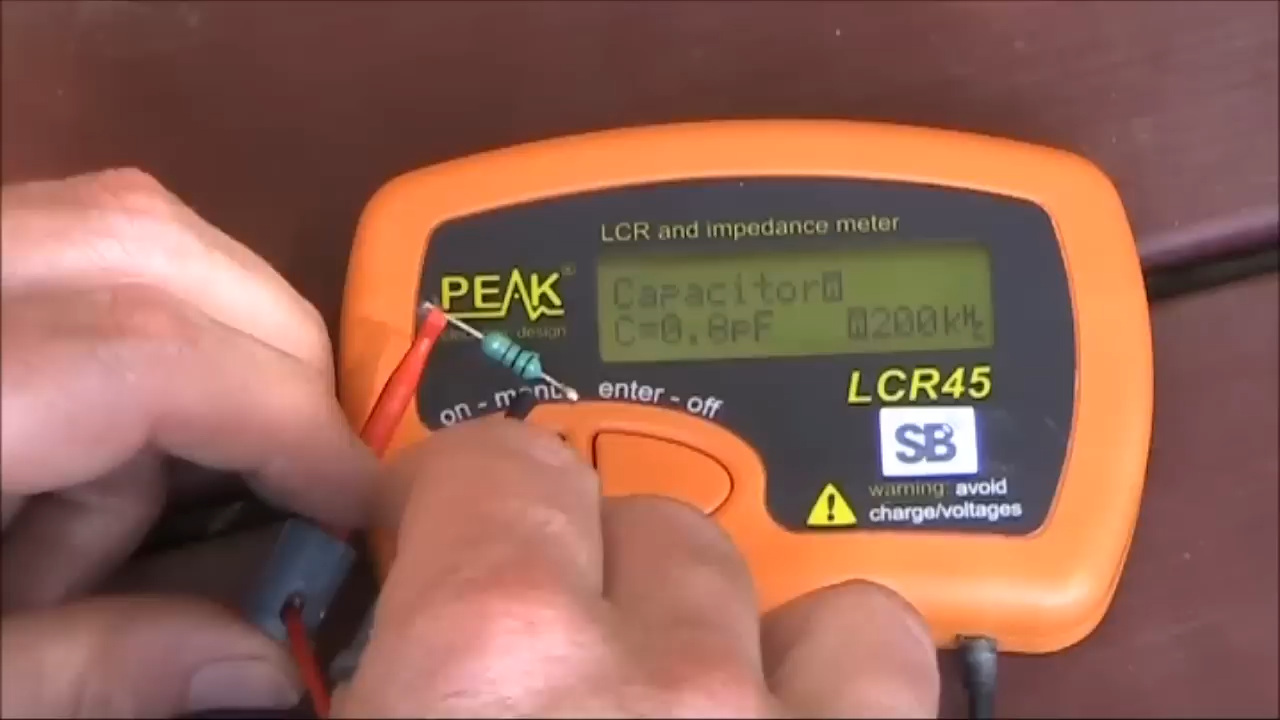 LCR and impedance meter
PEAK®
design
Capacitor
C=0.8pF 200kHz
on - menu enter - off
LCR45
SB
warning: avoid
charge/voltages